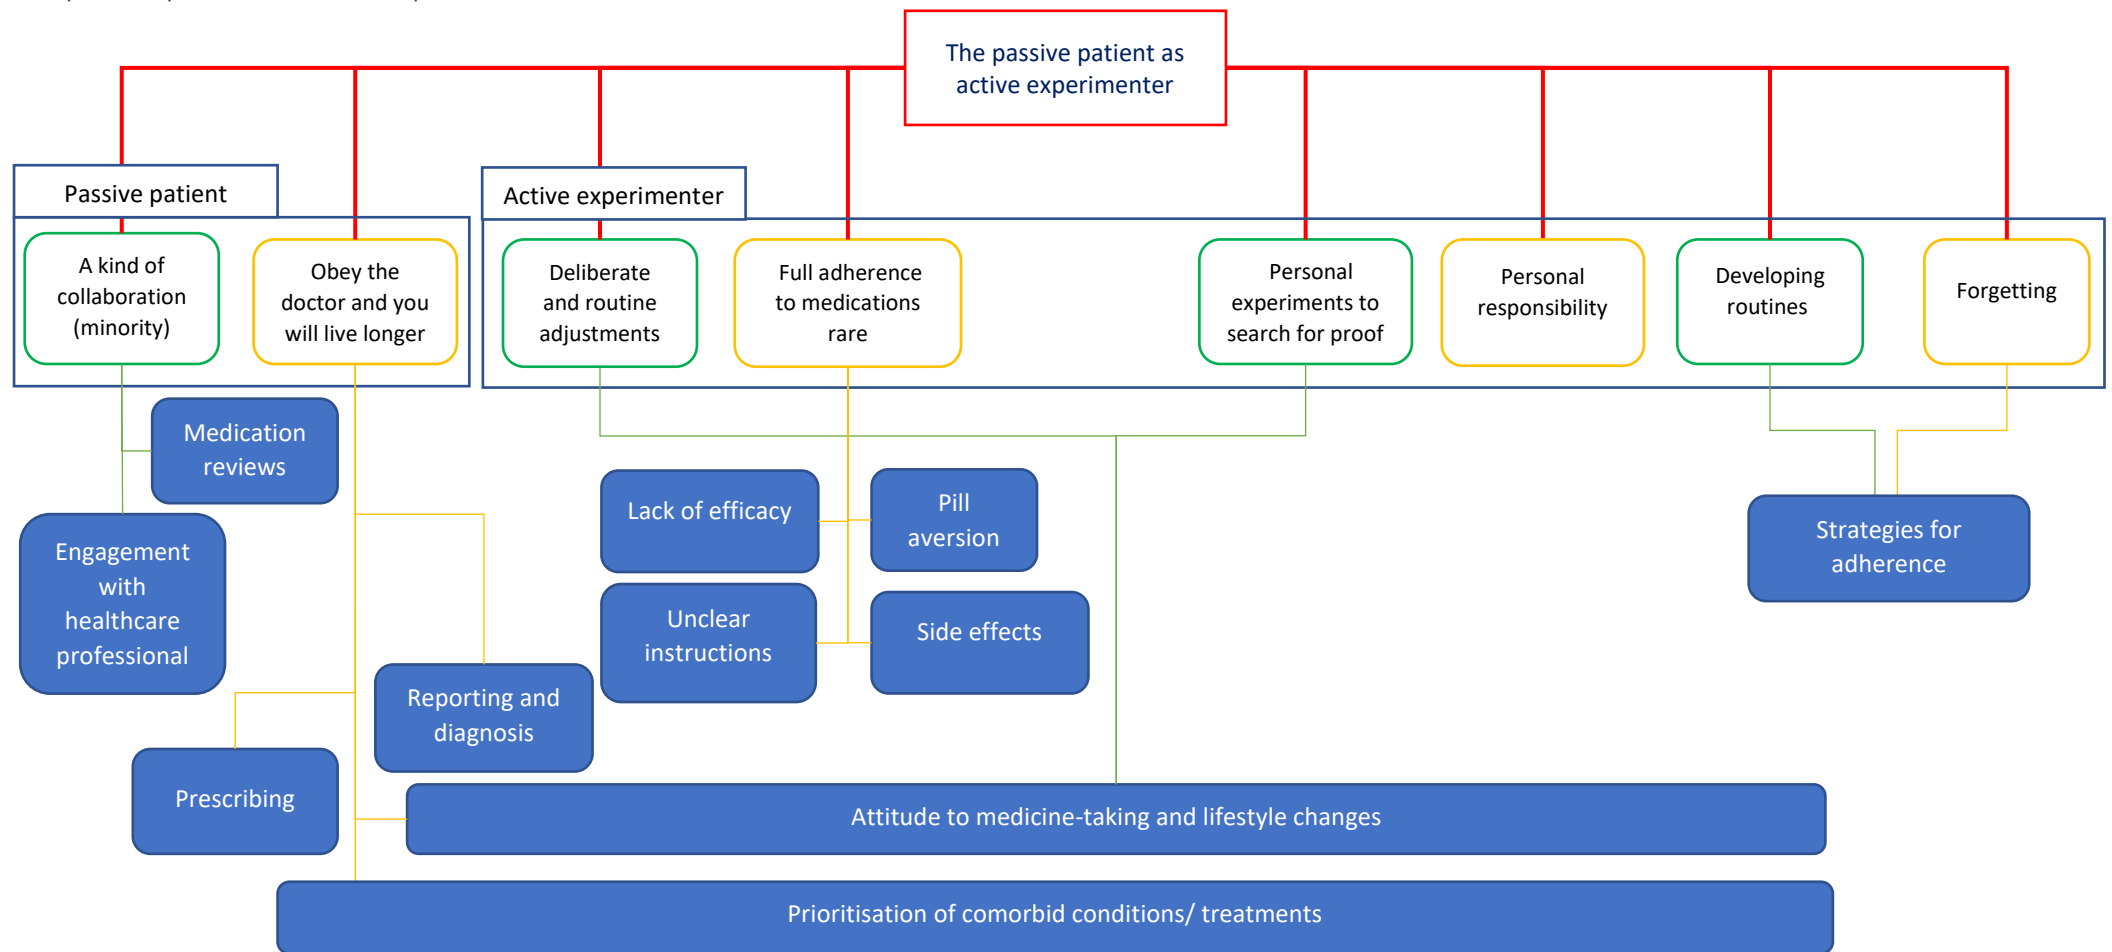 The passive patient as
active experimenter
Passive patient
Active experimenter
A kind of
collaboration
(minority)
Obey the
doctor and you
will live longer
Deliberate
and routine
adjustments
Full adherence
to medications
rare
Personal
experiments to
search for proof
Personal
responsibility
Developing
routines
Forgetting
Medication
reviews
Engagement
with
healthcare
professional
Lack of efficacy
Pill
aversion
Strategies for
adherence
Unclear
instructions
Side effects
Reporting and
diagnosis
Prescribing
Attitude to medicine-taking and lifestyle changes
Prioritisation of comorbid conditions/ treatments